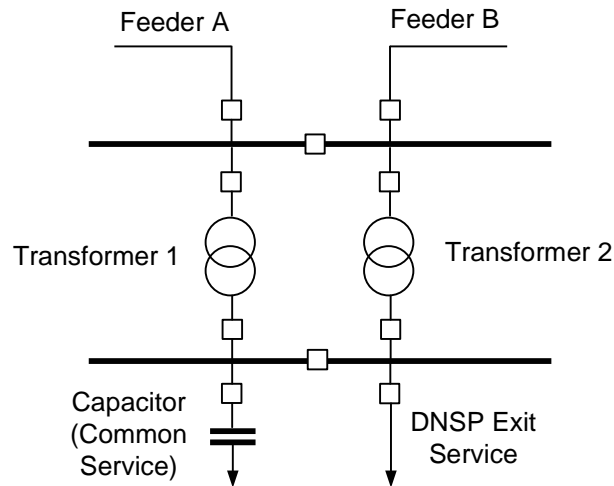 Feeder A
Feeder B
Transformer 1
Transformer 2
Capacitor
(Common
Service)
DNSP Exit
Service